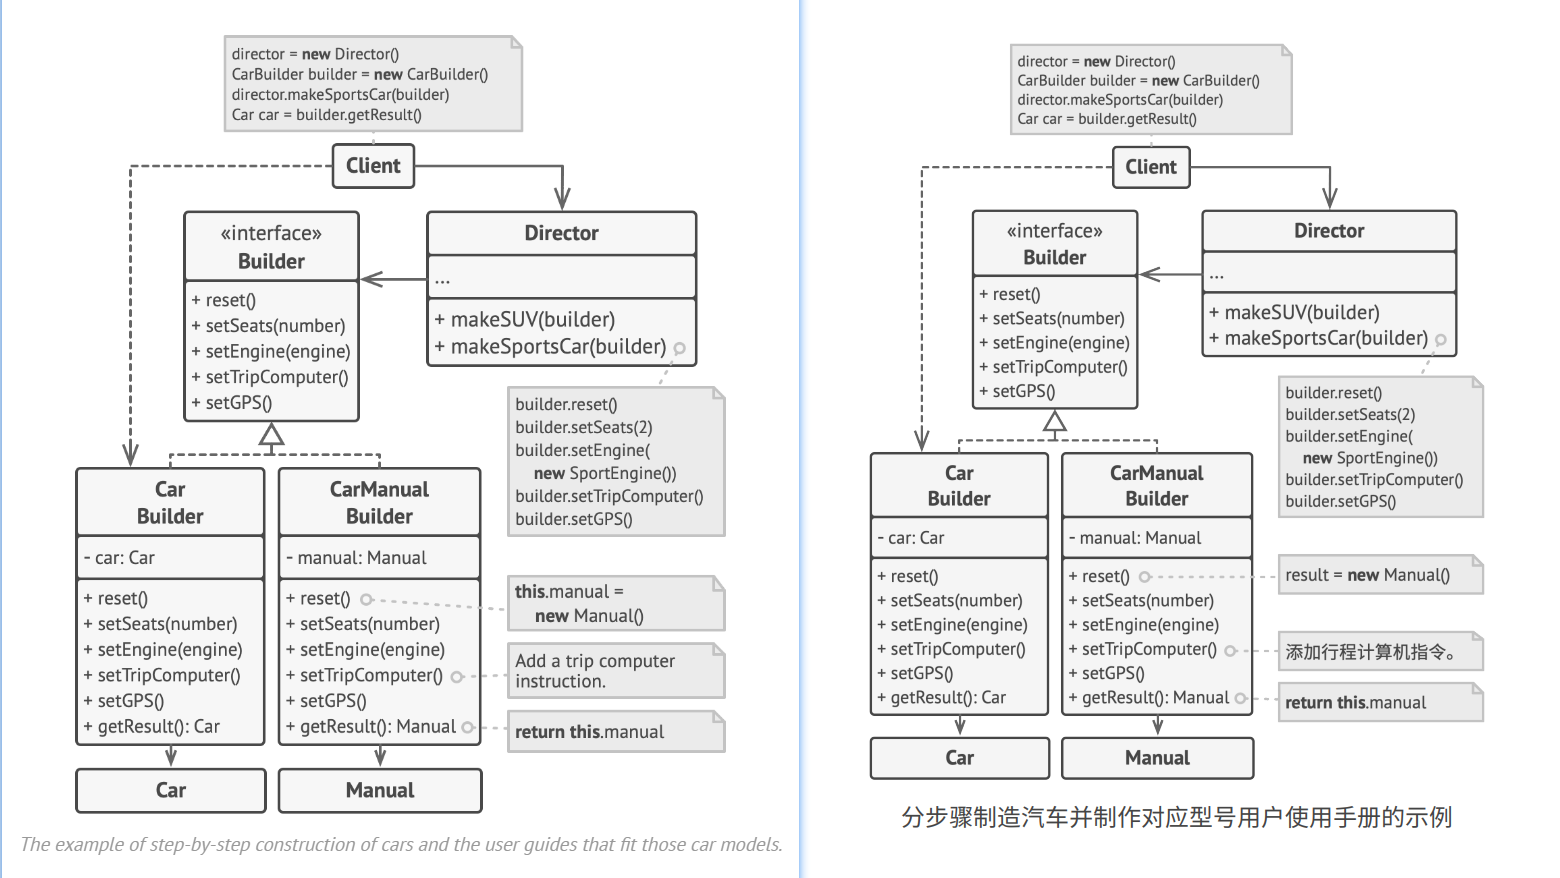 director = new Director()
CarBuilder builder = new CarBuilder()
director.makeSportsCar(builder)
Car car = builder.getResult()
Client
«interface»
Builder
+ reset()
+ setSeats(number)
+ setEngine(engine)
+ setTripComputer()
+ setGPS()
Director
...
+ makeSUV(builder)
+ makeSportsCar(builder)
builder.reset()
builder.setSeats(2)
builder.setEngine(
new SportEngine())
builder.setTripComputer()
builder.setGPS()
Car
Builder
- car: Car
+ reset()
+ setSeats(number)
+ setEngine(engine)
+ setTripComputer()
+ setGPS()
+ getResult(): Car
CarManual
Builder
- manual: Manual
+ reset()
+ setSeats(number)
+ setEngine(engine)
+ setTripComputer()
+ setGPS()
+ getResult(): Manual
this.manual =
new Manual()
Add a trip computer
instruction.
return this.manual
Car
Manual
The example of step-by-step construction of cars and the user guides that fit those car models.
director = new Director()
CarBuilder builder = new CarBuilder()
director.makeSportsCar(builder)
Car car = builder.getResult()
Client
«interface»
Builder
+ reset()
+ setSeats(number)
+ setEngine(engine)
+ setTripComputer()
+ setGPS()
Director
...
+ makeSUV(builder)
+ makeSportsCar(builder)
builder.reset()
builder.setSeats(2)
builder.setEngine(
new SportEngine())
builder.setTripComputer()
builder.setGPS()
Car
Builder
- car: Car
+ reset()
+ setSeats(number)
+ setEngine(engine)
+ setTripComputer()
+ setGPS()
+ getResult(): Car
CarManual
Builder
- manual: Manual
+ reset()
+ setSeats(number)
+ setEngine(engine)
+ setTripComputer()
+ setGPS()
+ getResult(): Manual
result = new Manual()
添加行程计算机指令。
return this.manual
Car
Manual
分步骤制造汽车并制作对应型号用户使用手册的示例